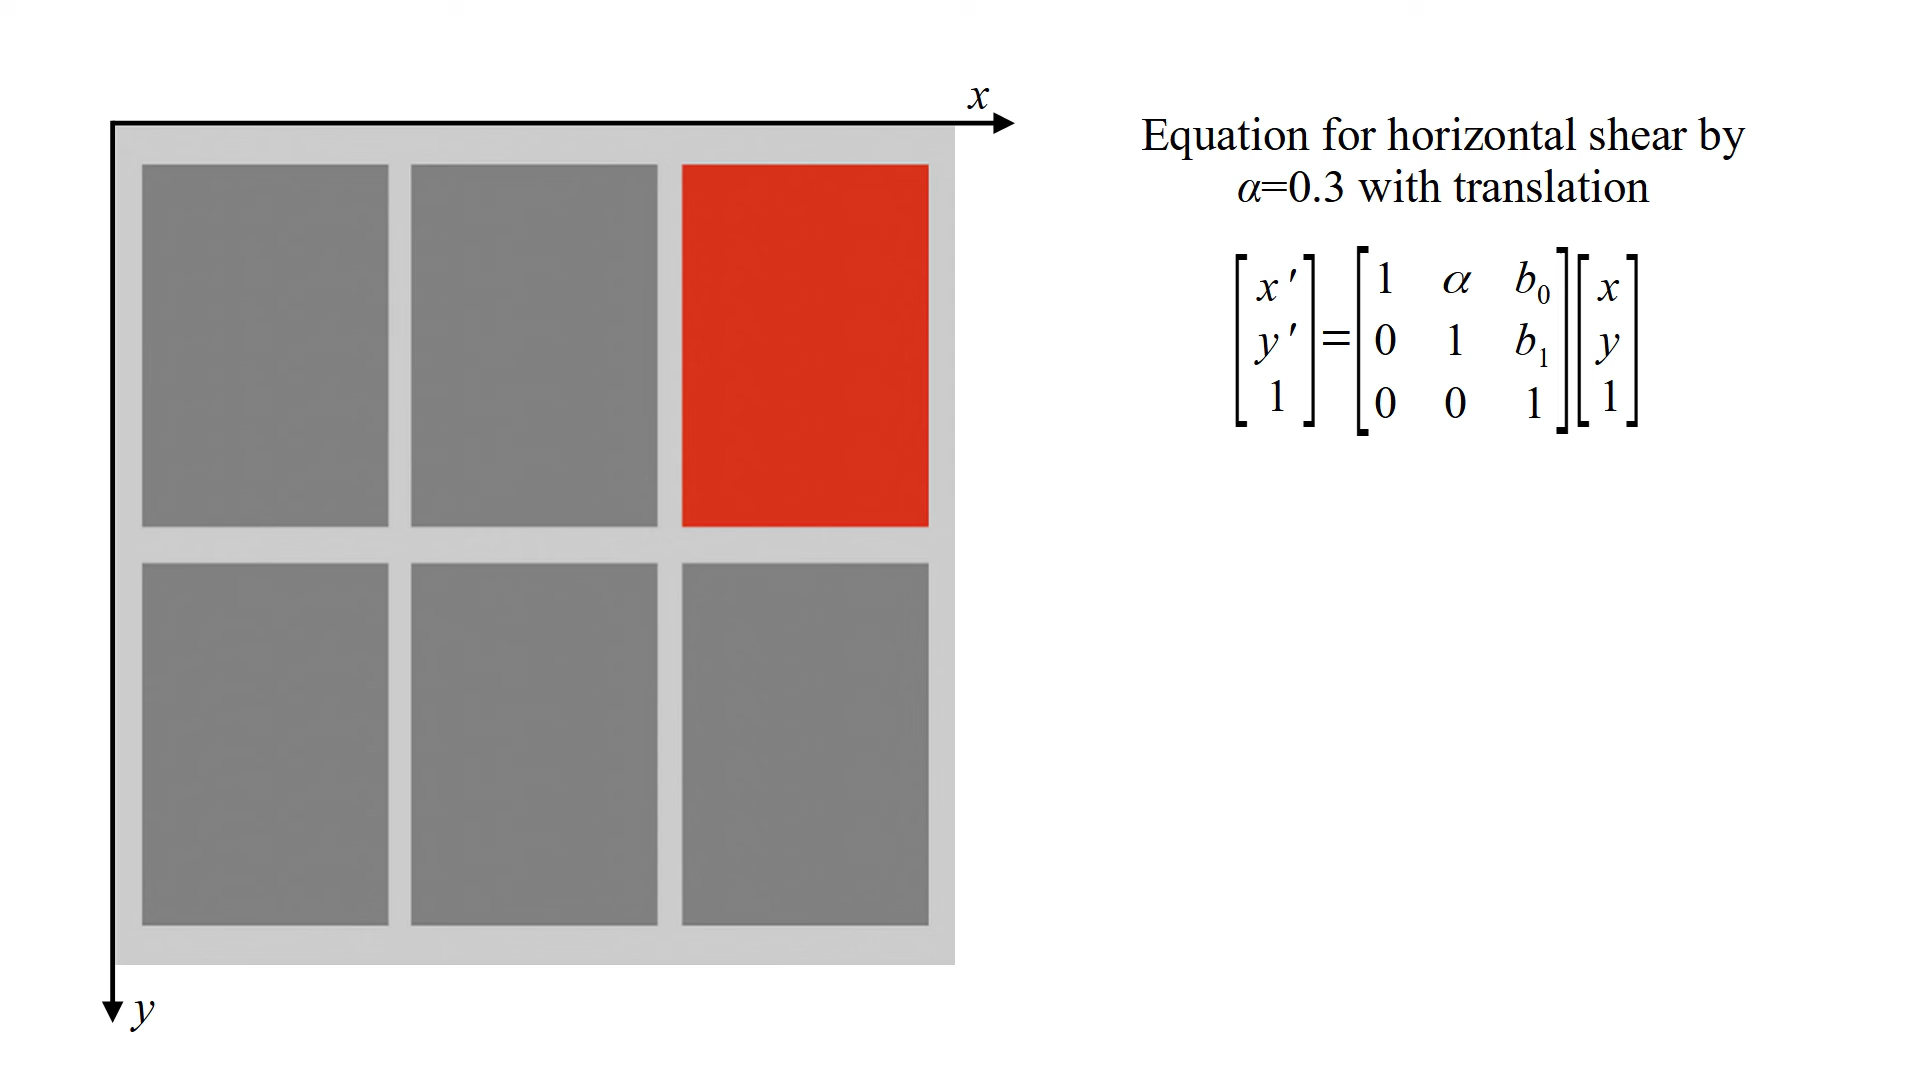 x
Equation for horizontal shear by
α=0.3 with translation
[x′ y′ 1] = [1 α b₀; 0 1 b₁; 0 0 1] [x y 1]
y